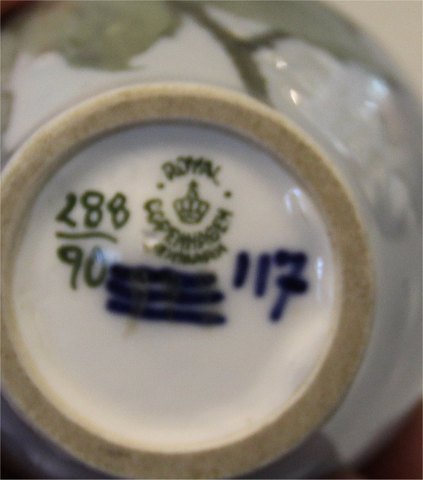 ROYAL
COPENHAGEN
DENMARK
288
90
117